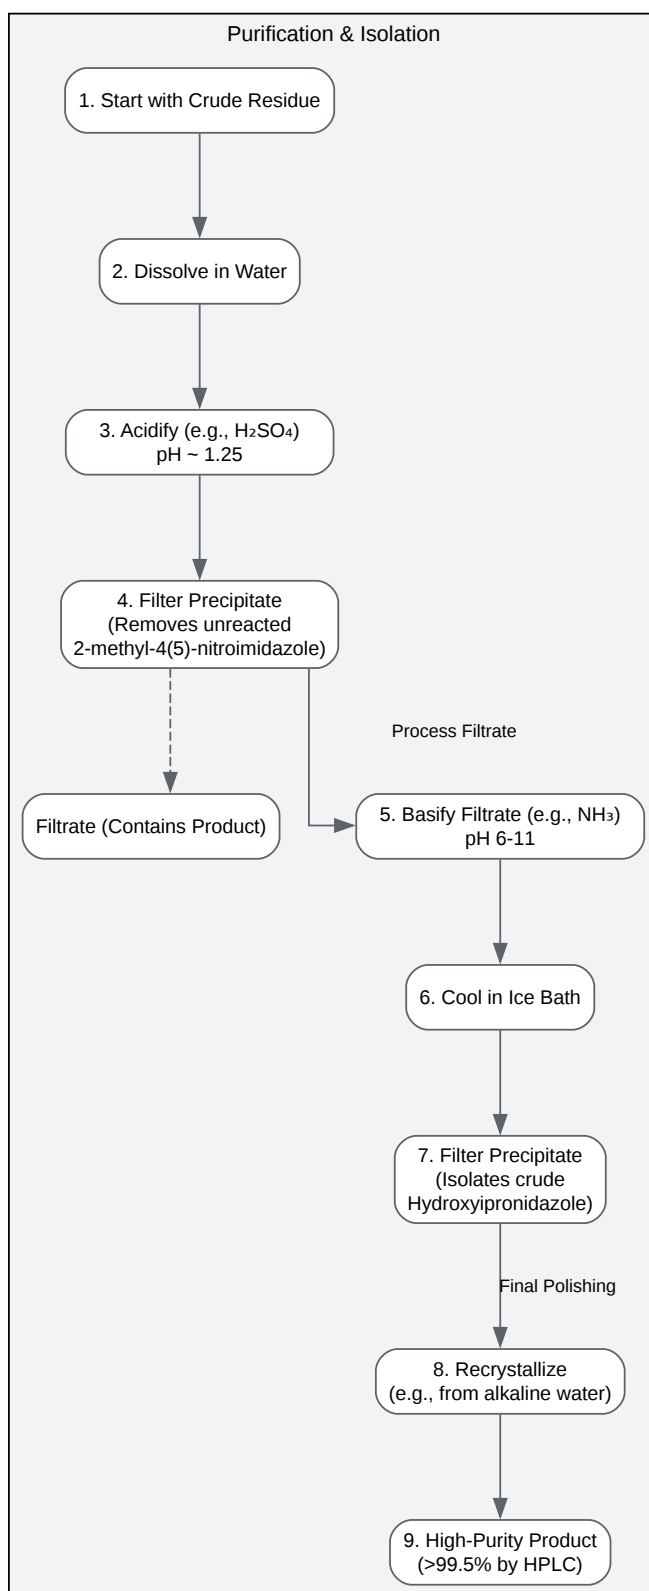 Purification & Isolation
1. Start with Crude Residue
2. Dissolve in Water
3. Acidify (e.g., H₂SO₄)
pH ~ 1.25
4. Filter Precipitate
(Removes unreacted
2-methyl-4(5)-nitroimidazole)
Process Filtrate
Filtrate (Contains Product)
5. Basify Filtrate (e.g., NH₃)
pH 6-11
6. Cool in Ice Bath
7. Filter Precipitate
(Isolates crude
Hydroxyipronidazole)
Final Polishing
8. Recrystallize
(e.g., from alkaline water)
9. High-Purity Product
(>99.5% by HPLC)